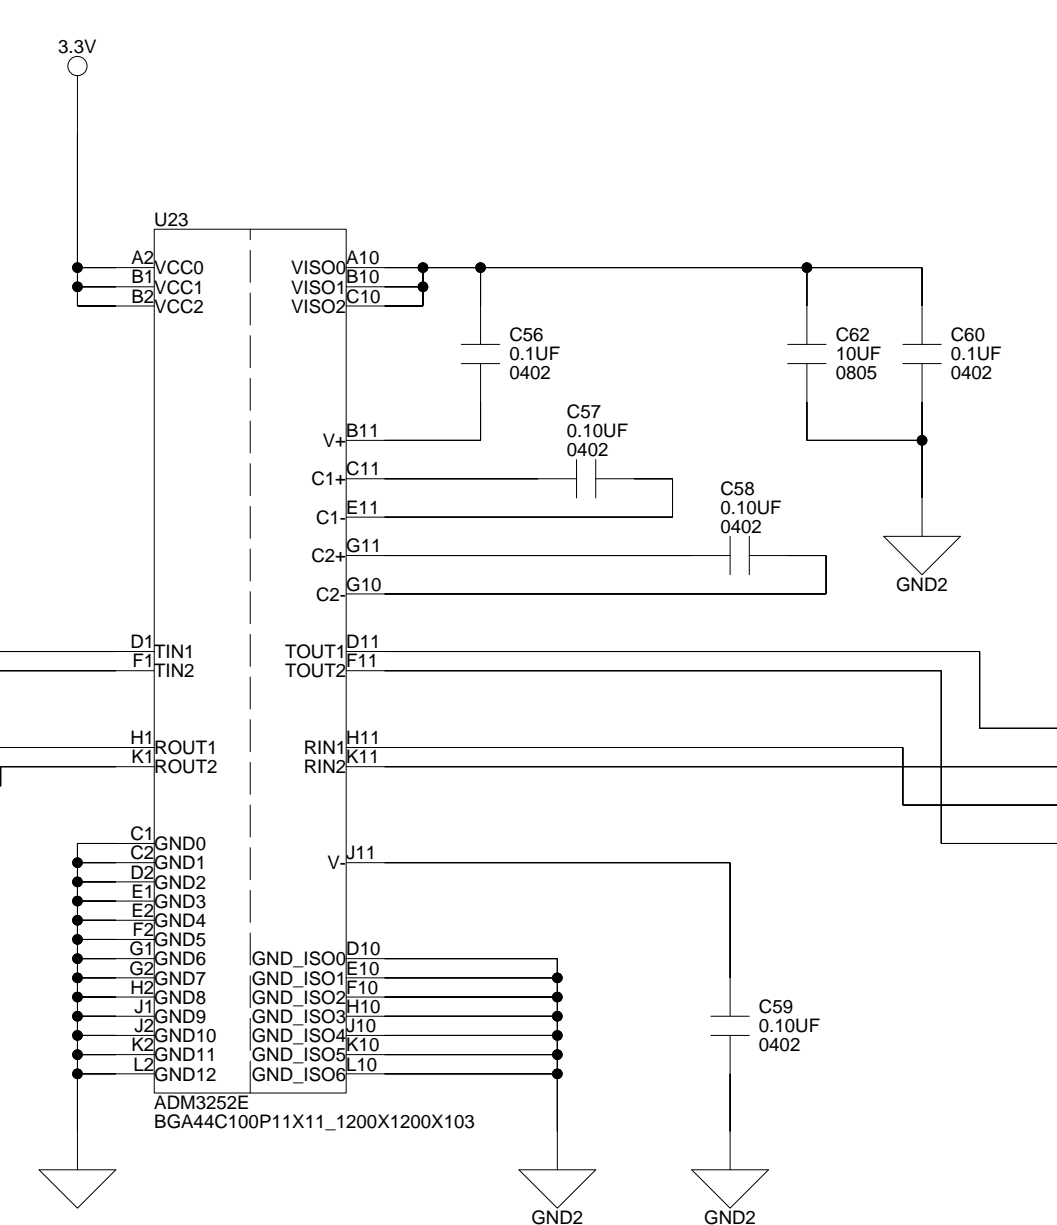 3.3V
U23
A2 VCC0 VISO0 A10
B1 VCC1 VISO1 B10
B2 VCC2 VISO2 C10
C56
0.1UF
0402
C62
10UF
0805
C60
0.1UF
0402
C57
0.10UF
0402
V+ B11
C1+ C11
C58
0.10UF
0402
C1- E11
C2+ G11
C2- G10
GND2
D1 TIN1 TOUT1 D11
F1 TIN2 TOUT2 F11
H1 ROUT1 RIN1 H11
K1 ROUT2 RIN2 K11
C1 GND0
C2 GND1 V- J11
D2 GND2
E1 GND3
E2 GND4
F2 GND5
G1 GND6 GND_ISO0 D10
G2 GND7 GND_ISO1 E10
H2 GND8 GND_ISO2 F10
J1 GND9 GND_ISO3 H10
J2 GND10 GND_ISO4 J10
K2 GND11 GND_ISO5 K10
L2 GND12 GND_ISO6 L10
C59
0.10UF
0402
ADM3252E
BGA44C100P11X11_1200X1200X103
GND2
GND2